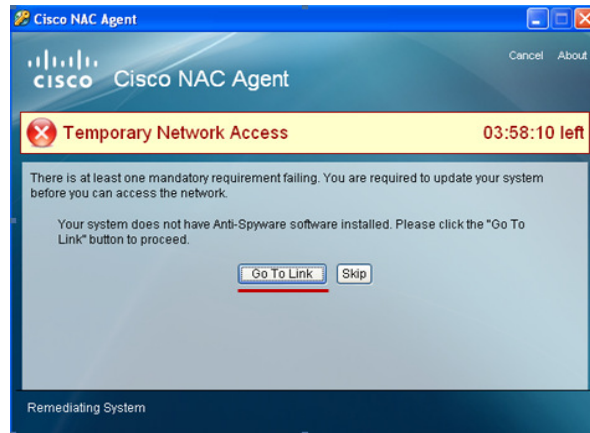 Cisco NAC Agent
Cancel About
CISCO Cisco NAC Agent
Temporary Network Access 03:58:10 left
There is at least one mandatory requirement failing. You are required to update your system
before you can access the network.
Your system does not have Anti-Spyware software installed. Please click the "Go To
Link" button to proceed.
Go To Link Skip
Remediating System